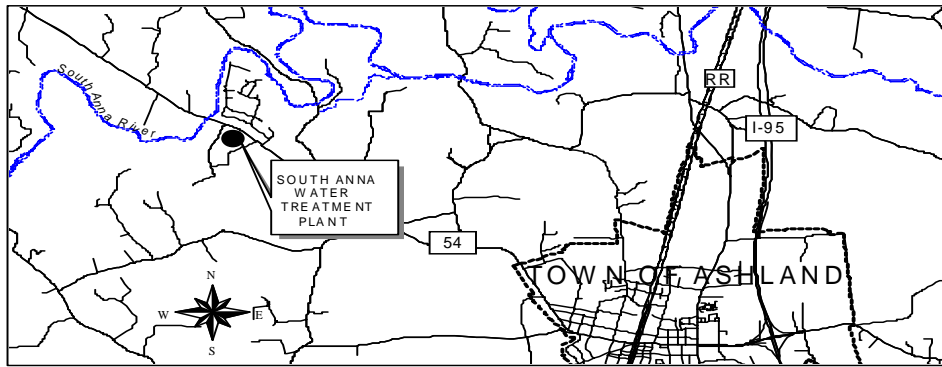 RR
South Anna River
I-95
SOUTH ANNA
WATER
TREATMENT
PLANT
54
TOWN OF ASHLAND
N
W
E
S